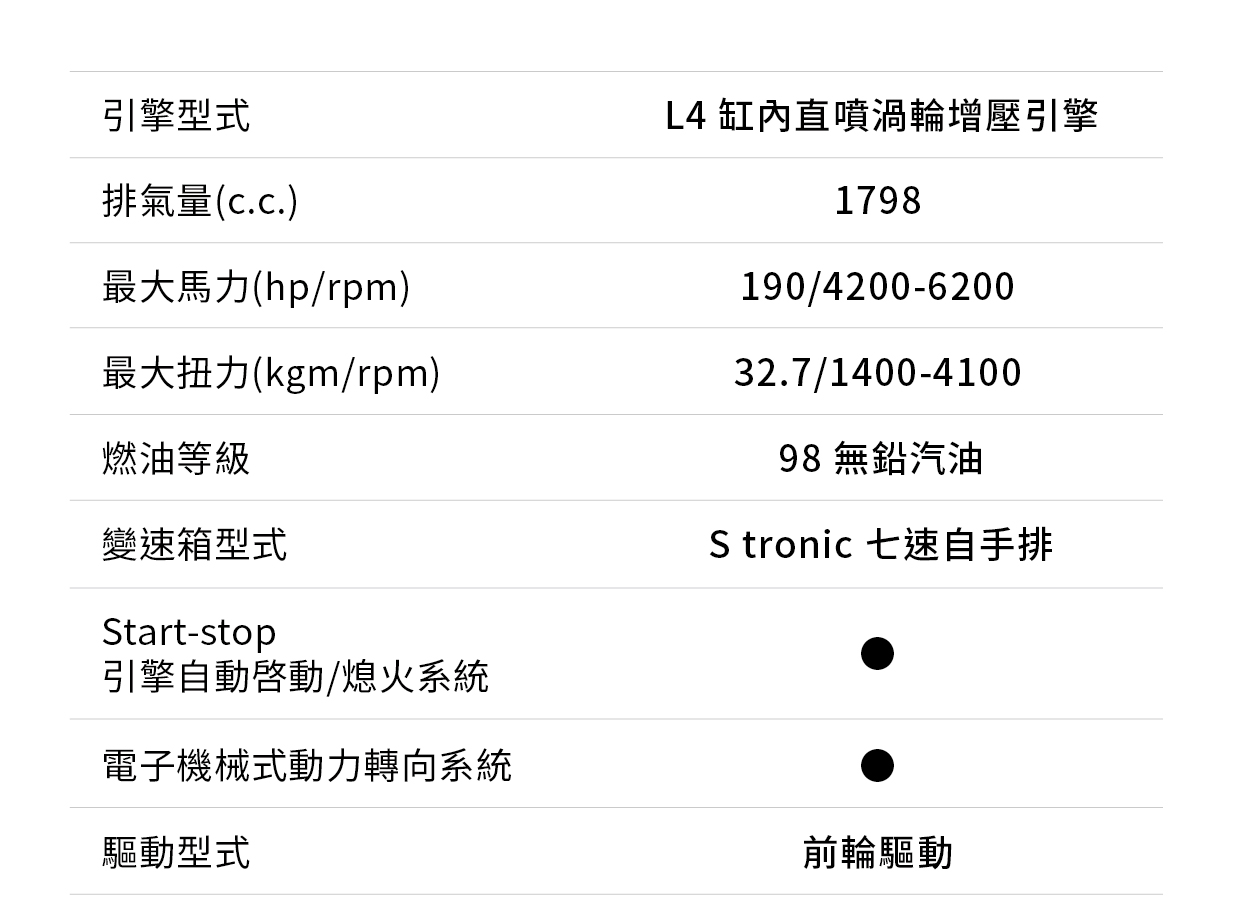 引擎型式 L4 缸內直噴渦輪增壓引擎
排氣量(c.c.) 1798
最大馬力(hp/rpm) 190/4200-6200
最大扭力(kgm/rpm) 32.7/1400-4100
燃油等級 98 無鉛汽油
變速箱型式 S tronic 七速自手排
Start-stop
引擎自動啓動/熄火系統 ●
電子機械式動力轉向系統 ●
驅動型式 前輪驅動